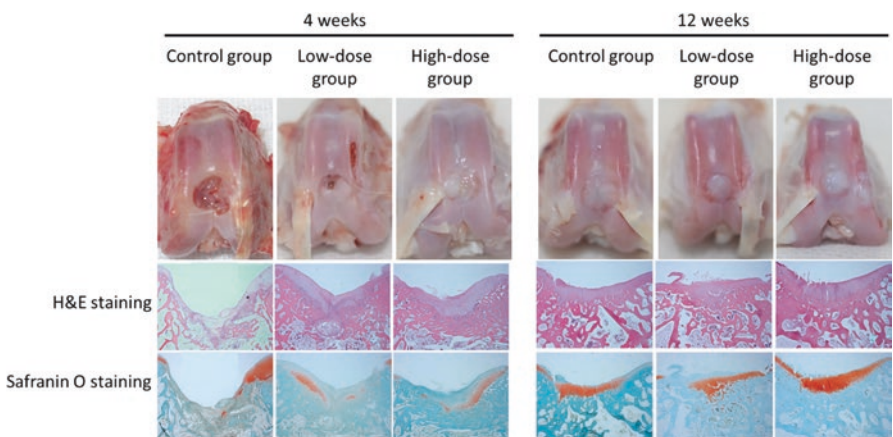 4 weeks
12 weeks
Control group
Low-dose
group
High-dose
group
Control group
Low-dose
group
High-dose
group
H&E staining
Safranin O staining